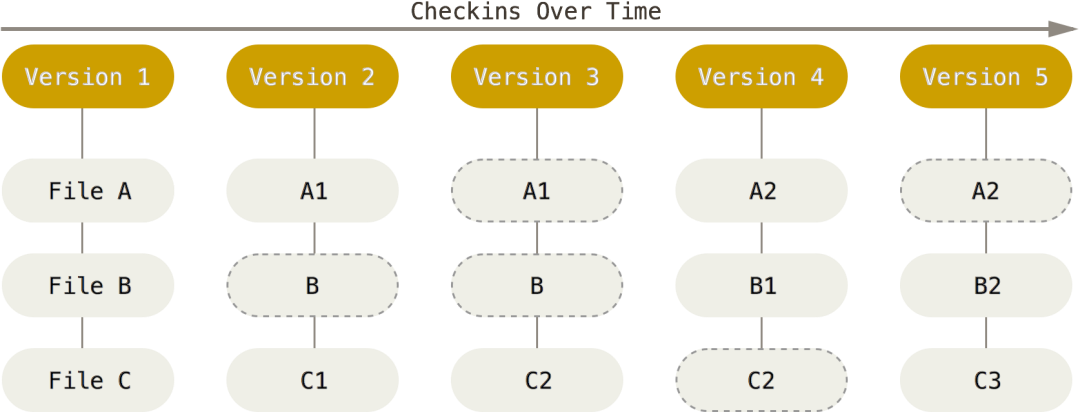 Checkins Over Time
Version 1 Version 2 Version 3 Version 4 Version 5
File A A1 A1 A2 A2
File B B B B1 B2
File C C1 C2 C2 C3